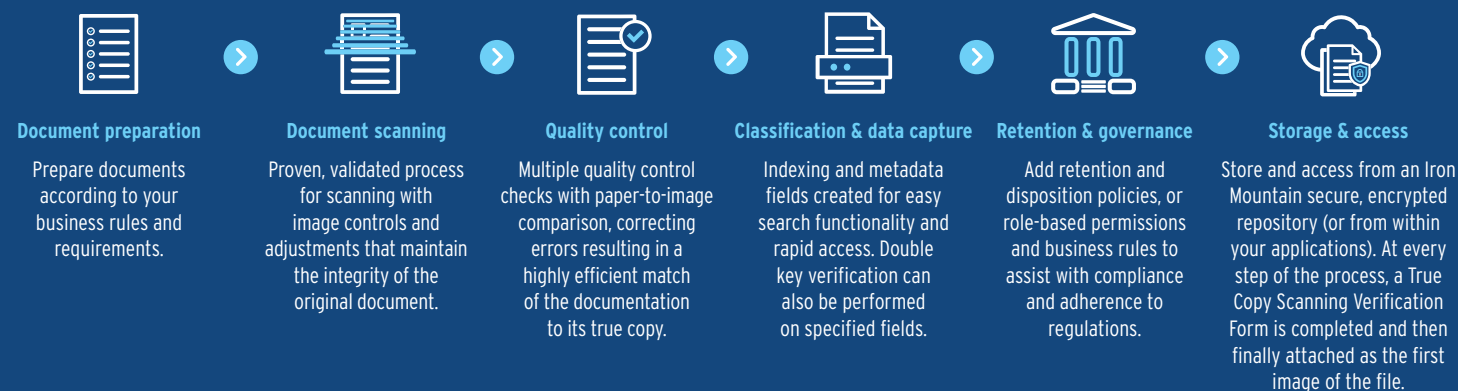 Document preparation
Prepare documents
according to your
business rules and
requirements.
Document scanning
Proven, validated process
for scanning with
image controls and
adjustments that maintain
the integrity of the
original document.
Quality control
Multiple quality control
checks with paper-to-image
comparison, correcting
errors resulting in a
highly efficient match
of the documentation
to its true copy.
Classification & data capture
Indexing and metadata
fields created for easy
search functionality and
rapid access. Double
key verification can
also be performed
on specified fields.
Retention & governance
Add retention and
disposition policies, or
role-based permissions
and business rules to
assist with compliance
and adherence to
regulations.
Storage & access
Store and access from an Iron
Mountain secure, encrypted
repository (or from within
your applications). At every
step of the process, a True
Copy Scanning Verification
Form is completed and then
finally attached as the first
image of the file.